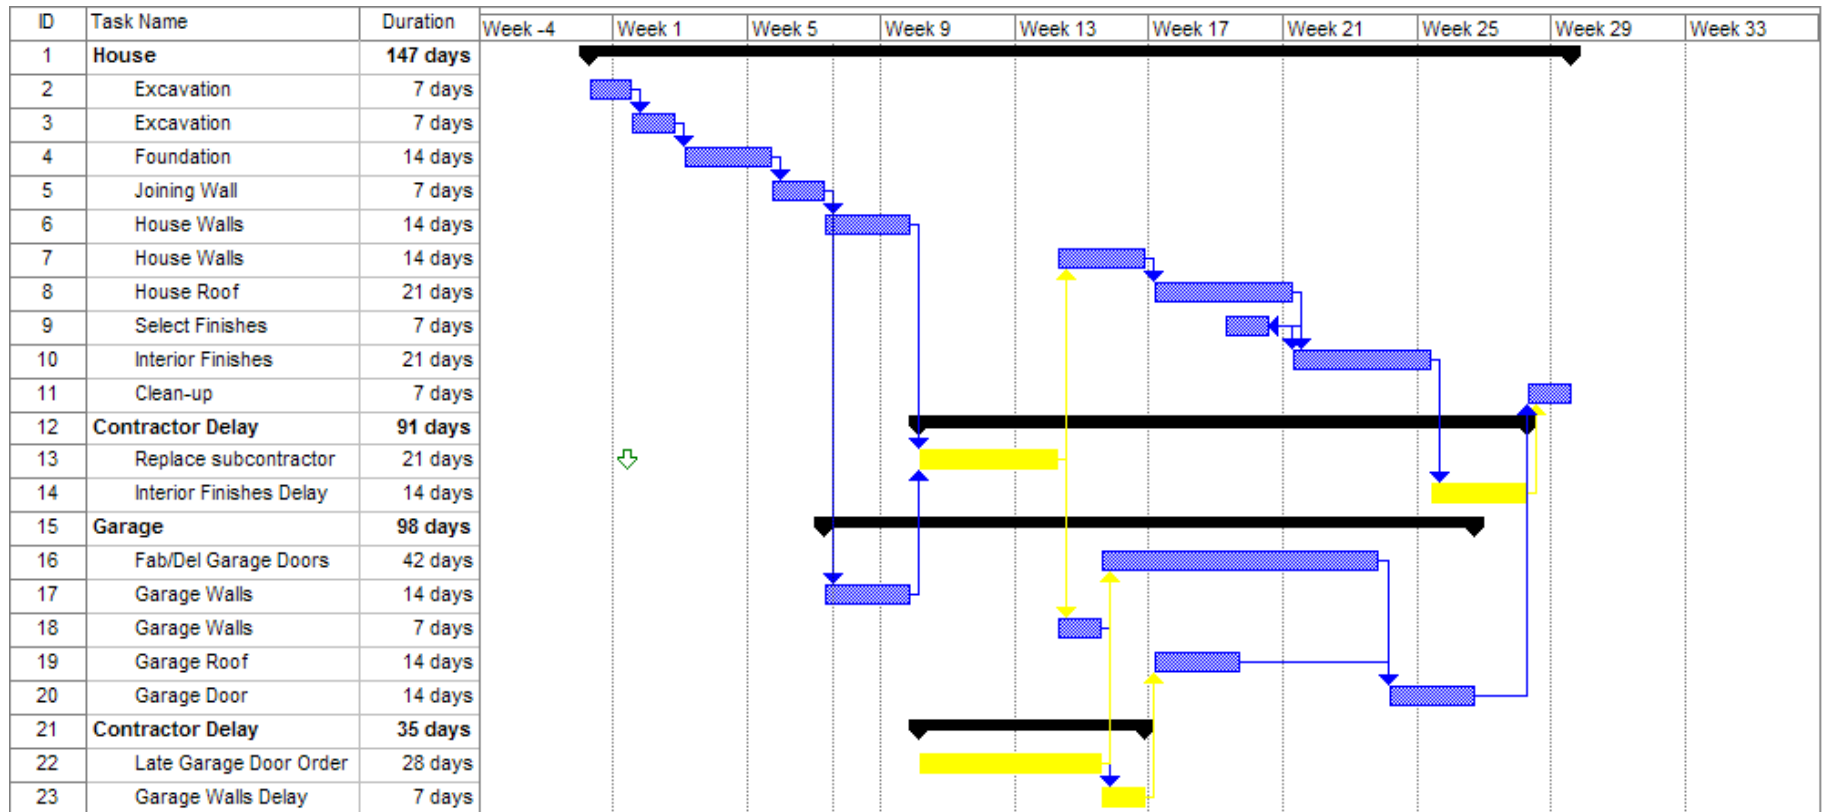 ID Task Name Duration Week -4 Week 1 Week 5 Week 9 Week 13 Week 17 Week 21 Week 25 Week 29 Week 33
1 House 147 days
2 Excavation 7 days
3 Excavation 7 days
4 Foundation 14 days
5 Joining Wall 7 days
6 House Walls 14 days
7 House Walls 14 days
8 House Roof 21 days
9 Select Finishes 7 days
10 Interior Finishes 21 days
11 Clean-up 7 days
12 Contractor Delay 91 days
13 Replace subcontractor 21 days
14 Interior Finishes Delay 14 days
15 Garage 98 days
16 Fab/Del Garage Doors 42 days
17 Garage Walls 14 days
18 Garage Walls 7 days
19 Garage Roof 14 days
20 Garage Door 14 days
21 Contractor Delay 35 days
22 Late Garage Door Order 28 days
23 Garage Walls Delay 7 days